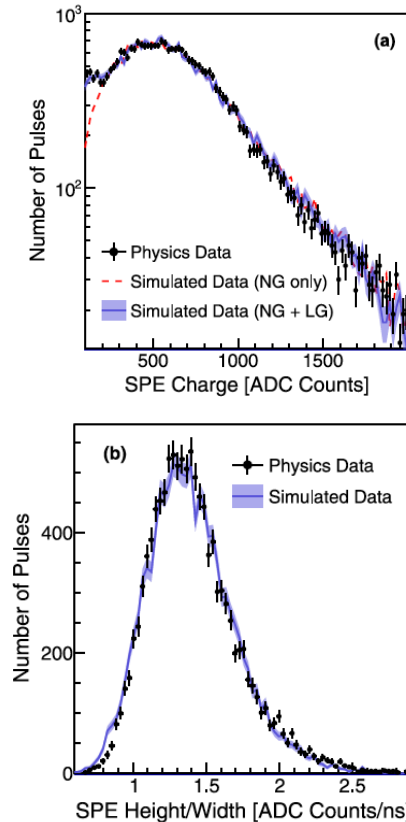 10³
(a)
Number of Pulses
10²
Physics Data
Simulated Data (NG only)
Simulated Data (NG + LG)
500 1000 1500
SPE Charge [ADC Counts]
(b)
Physics Data
Simulated Data
Number of Pulses
400
200
0
1 1.5 2 2.5
SPE Height/Width [ADC Counts/ns]